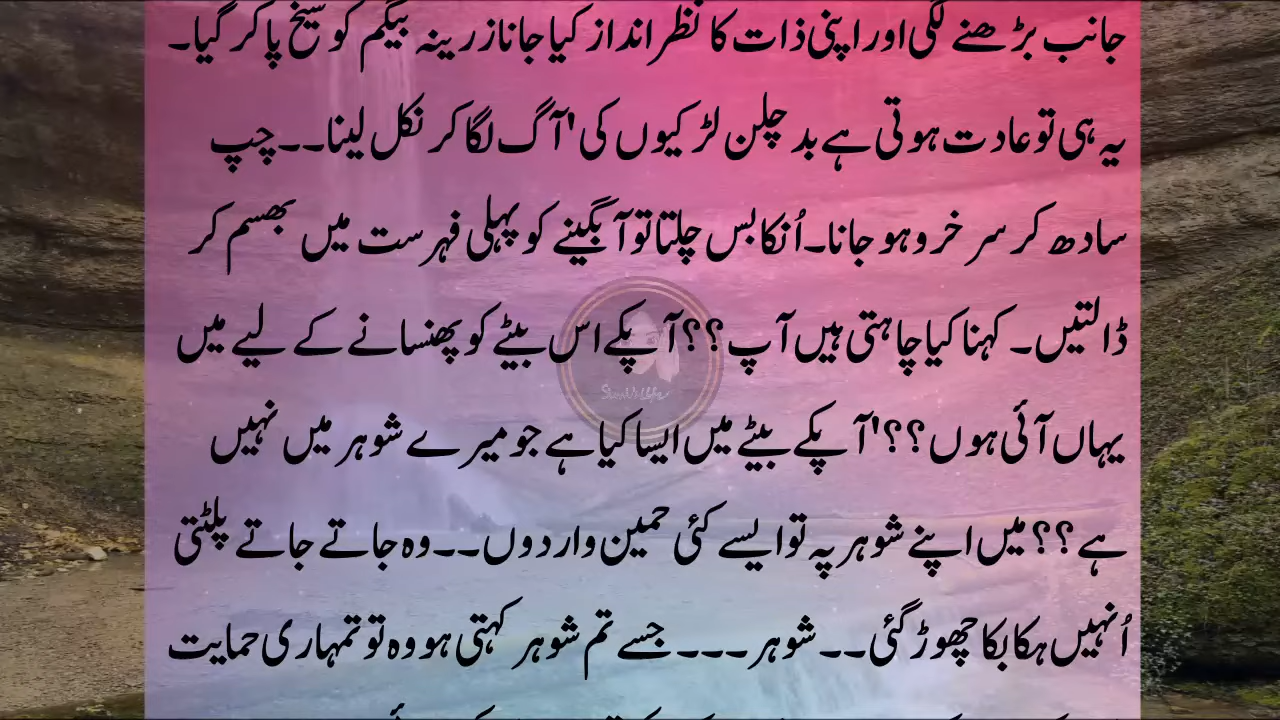 جانب بڑھنے لگی اور اپنی ذات کا نظر انداز کیا جانا زرینہ بیگم کو سیخ پا کر گیا۔
یہ ہی تو عادت ہوتی ہے بد چلن لڑکیوں کی 'آگ لگا کر نکل لینا۔۔چپ
سادھ کر سر خرو ہو جانا۔اُنکا بس چلتا تو آبگینے کو پہلی فہرست میں بھسم کر
ڈالتیں۔ کہنا کیا چاہتی ہیں آپ ؟؟ آپکے اس بیٹے کو پھنسانے کے لیے میں
یہاں آئی ہوں ؟؟'آپکے بیٹے میں ایسا کیا ہے جو میرے شوہر میں نہیں
ہے ؟؟ میں اپنے شوہر پہ تو ایسے کئی حمین وار دوں۔۔وہ جاتے جاتے پلٹتی
اُنہیں ہکا بکا چھوڑ گئی۔۔شوہر۔۔۔ جسے تم شوہر کہتی ہو وہ تو تمہاری حمایت